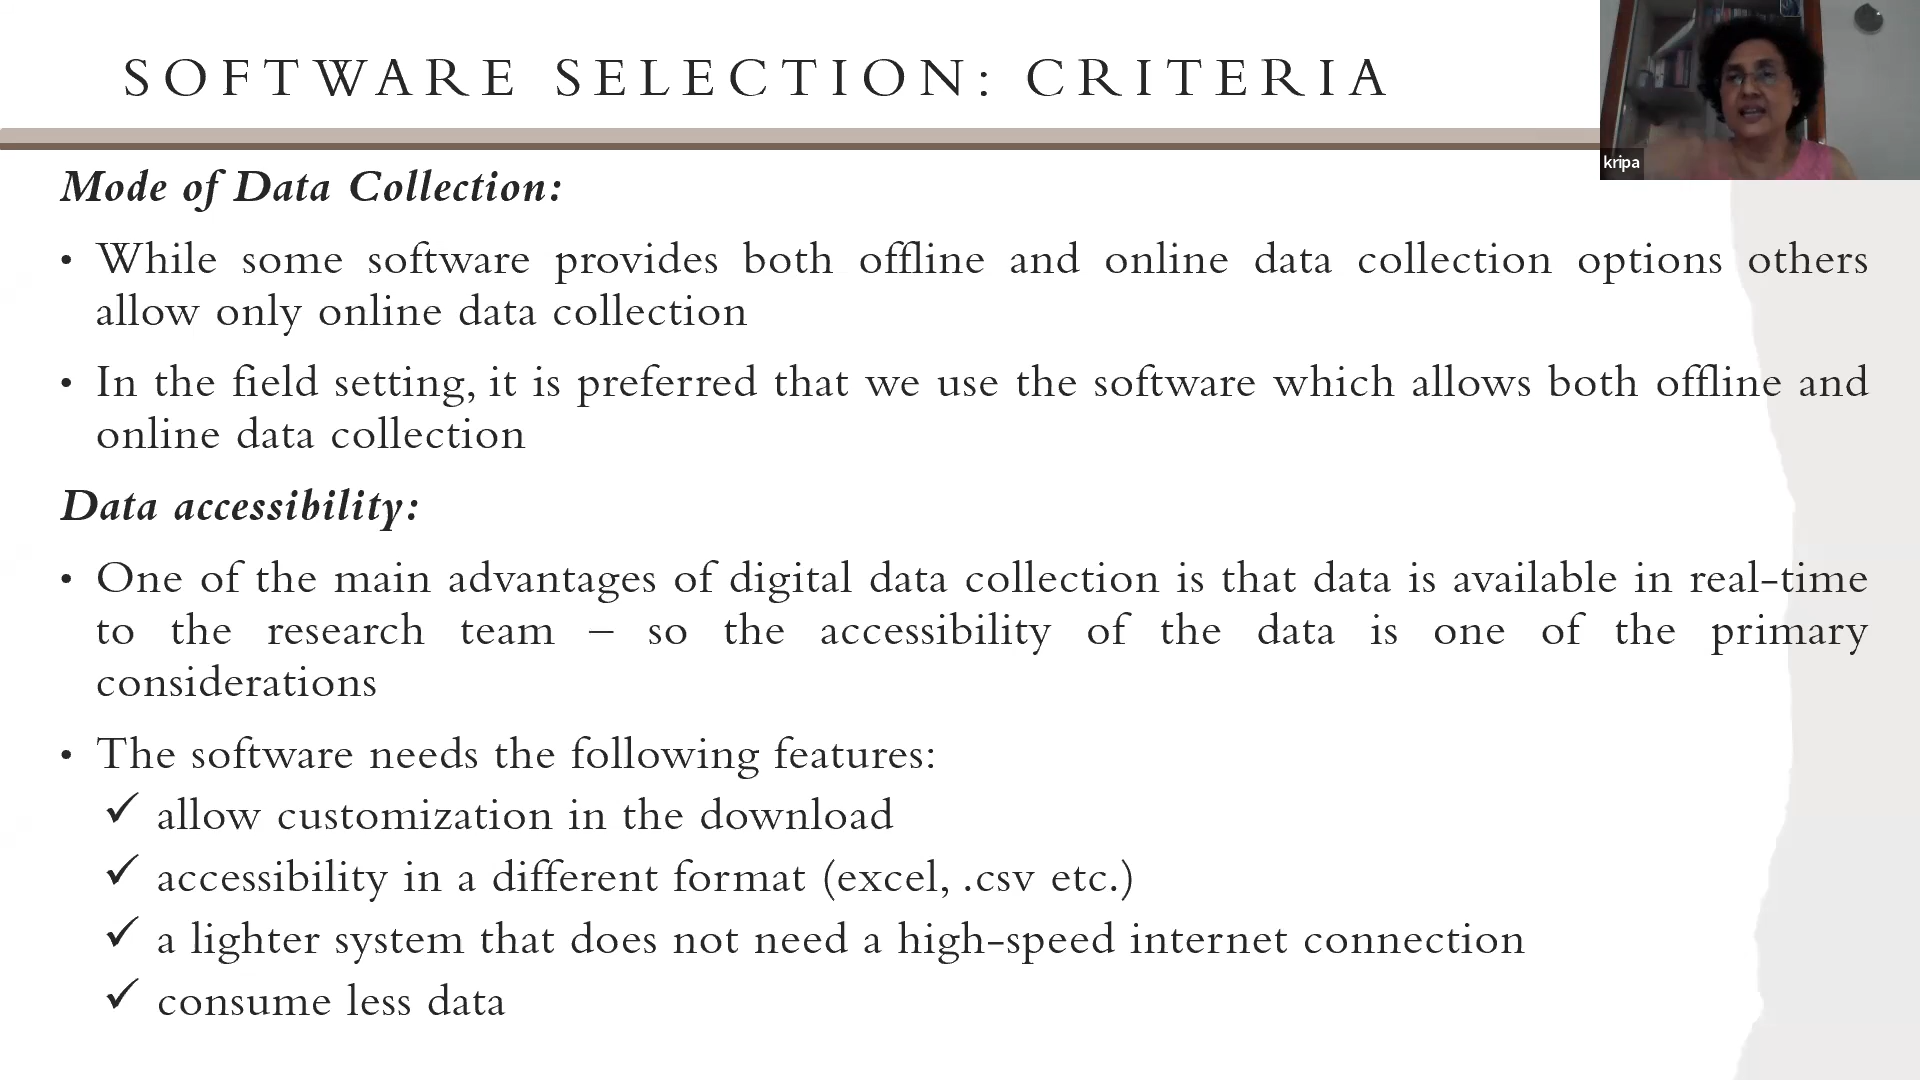 SOFTWARE SELECTION: CRITERIA
kripa
Mode of Data Collection:
• While some software provides both offline and online data collection options others
allow only online data collection
• In the field setting, it is preferred that we use the software which allows both offline and
online data collection
Data accessibility:
• One of the main advantages of digital data collection is that data is available in real-time
to the research team – so the accessibility of the data is one of the primary
considerations
• The software needs the following features:
✓ allow customization in the download
✓ accessibility in a different format (excel, .csv etc.)
✓ a lighter system that does not need a high-speed internet connection
✓ consume less data